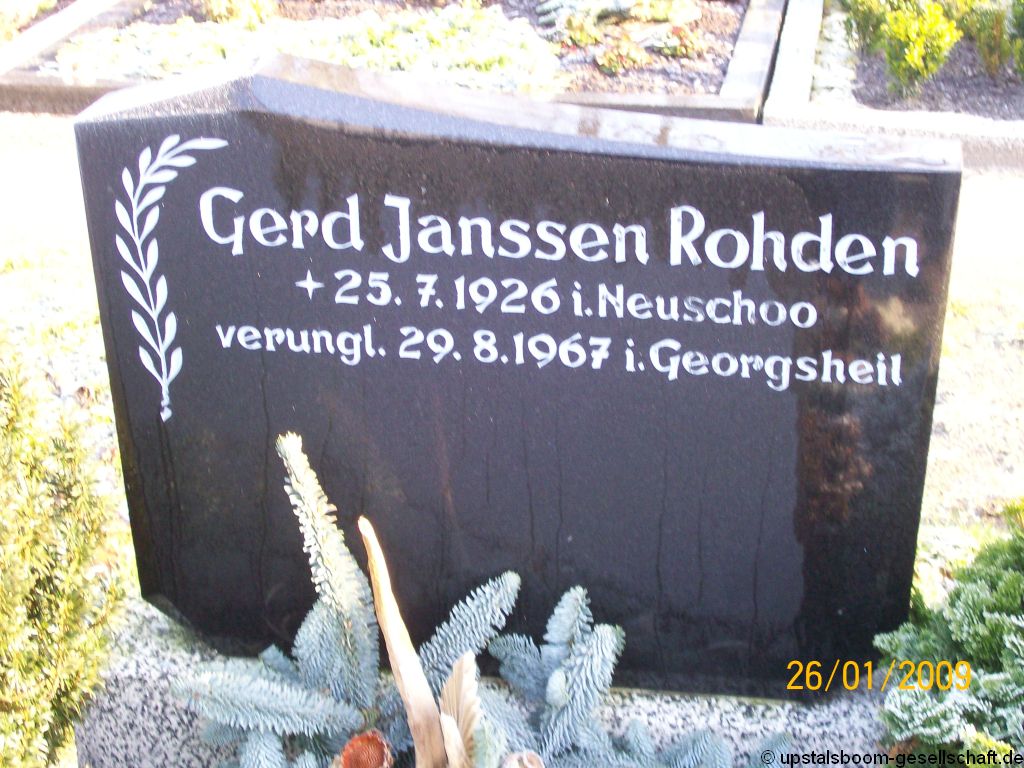 Gerd Janssen Rohden
+ 25. 7. 1926 i. Neuschoo
verungl. 29. 8. 1967 i. Georgsheil
26/01/2009
© upstalsboom-gesellschaft.de